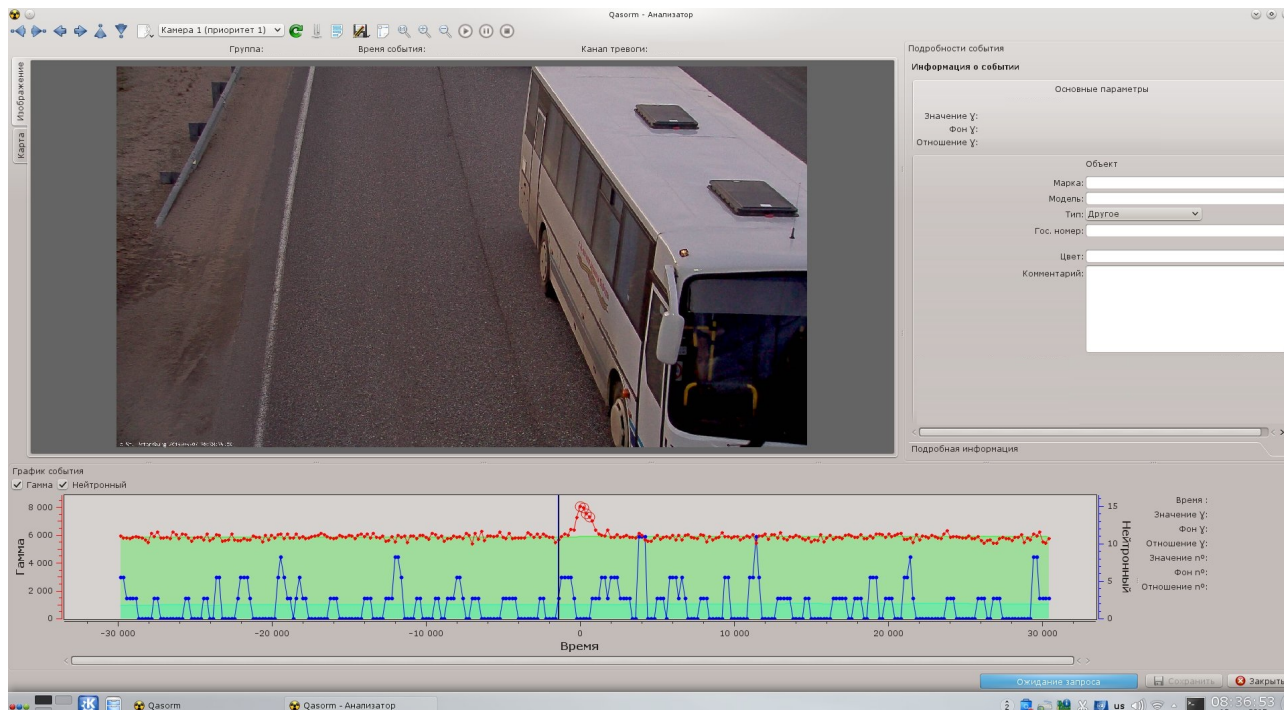 Qasorm - Анализатор
Камера 1 (приоритет 1)
Группа: Время события: Канал тревоги:
Изображение
Карта
Подробности события
Информация о событии
Основные параметры
Значение Ɣ:
Фон Ɣ:
Отношение Ɣ:
Объект
Марка:
Модель:
Тип: Другое
Гос. номер:
Цвет:
Комментарий:
Подробная информация
График события
Гамма Нейтронный
Гамма
8 000
6 000
4 000
2 000
0
-30 000 -20 000 -10 000 0 10 000 20 000 30 000
Время
15
10
5
0
Нейтронный
Время :
Значение Ɣ:
Фон Ɣ:
Отношение Ɣ:
Значение nº:
Фон nº:
Отношение nº:
Ожидание запроса Сохранить Закрыть
Qasorm Qasorm - Анализатор us 08:36:53